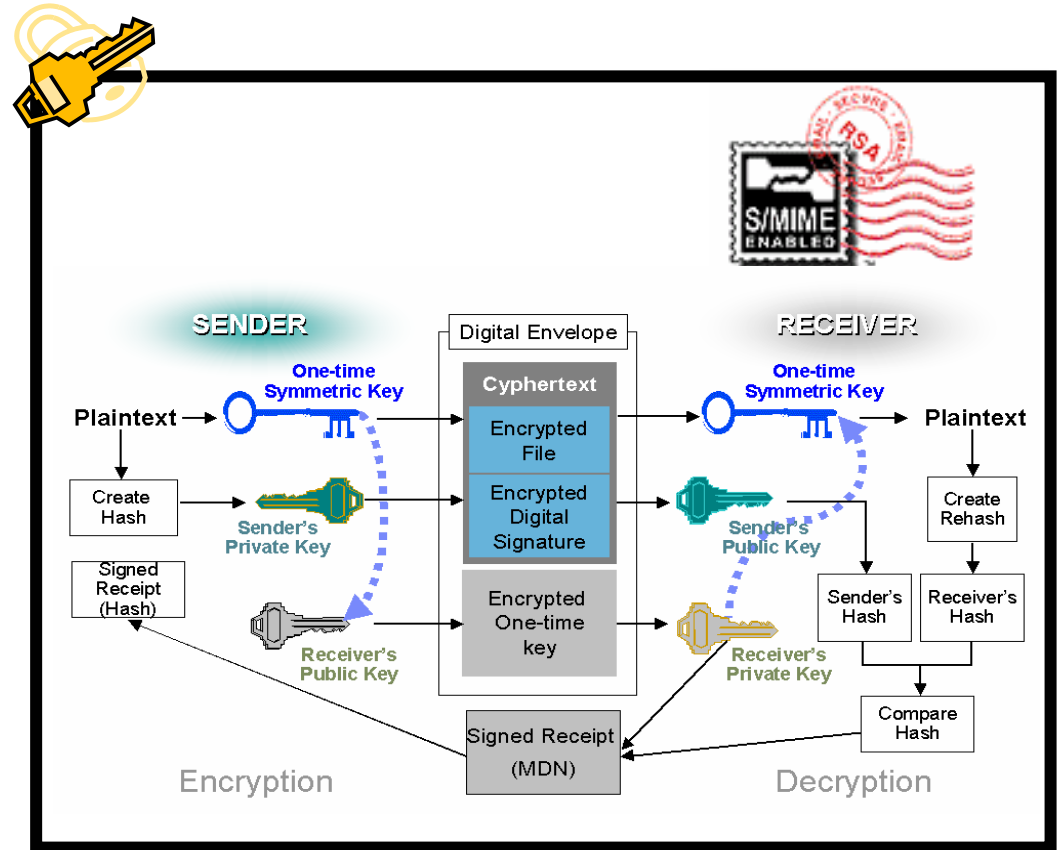 SECURE - EMAIL
RSA
S/MIME
ENABLED
SENDER
Digital Envelope
RECEIVER
One-time
Symmetric Key
Cyphertext
One-time
Symmetric Key
Plaintext
Encrypted
File
Plaintext
Create
Hash
Sender's
Private Key
Encrypted
Digital
Signature
Sender's
Public Key
Create
Rehash
Signed
Receipt
(Hash)
Receiver's
Public Key
Encrypted
One-time
key
Receiver's
Private Key
Sender's
Hash
Receiver's
Hash
Compare
Hash
Signed Receipt
(MDN)
Encryption
Decryption